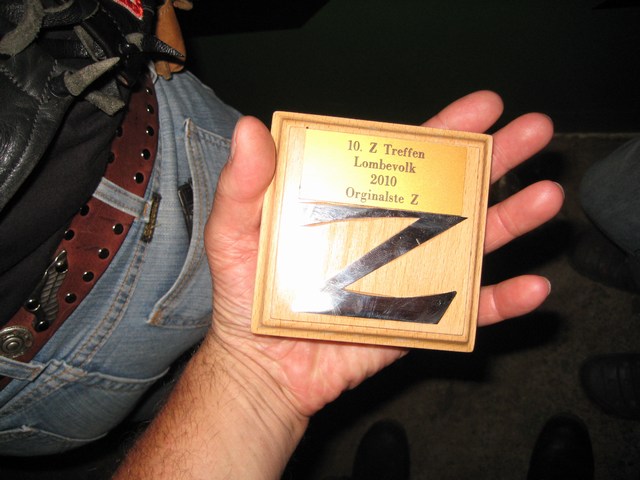 10. Z Treffen
Lombevolk
2010
Orginalste Z
Z